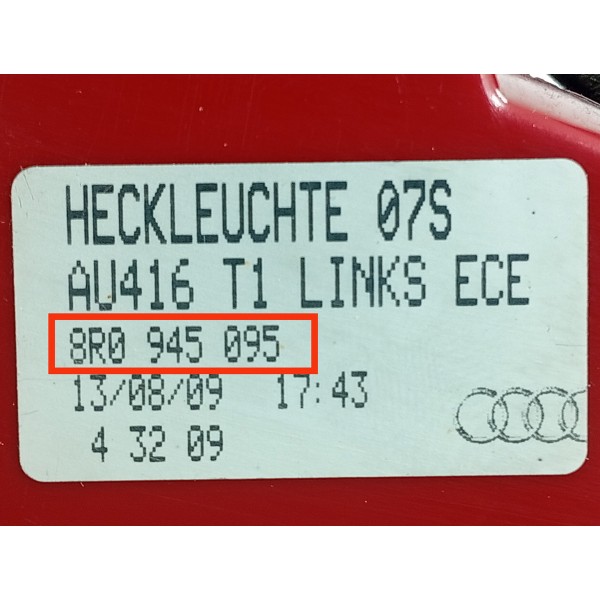 HECKLEUCHTE 07S
AU416 T1 LINKS ECE
8R0 945 095
13/08/09 17:43
4 32 09